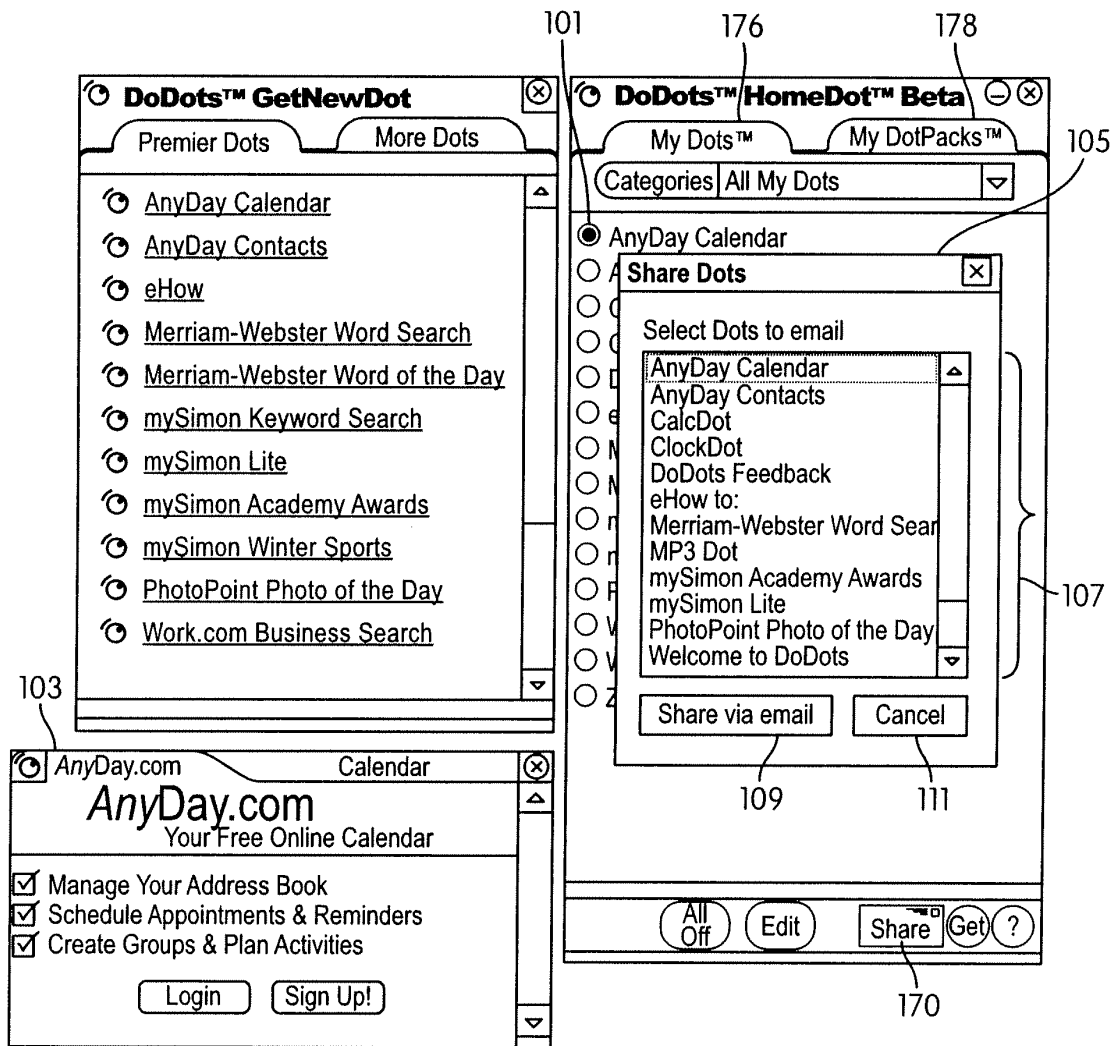 101
176
178
DoDots™ GetNewDot
Premier Dots
More Dots
AnyDay Calendar
AnyDay Contacts
eHow
Merriam-Webster Word Search
Merriam-Webster Word of the Day
mySimon Keyword Search
mySimon Lite
mySimon Academy Awards
mySimon Winter Sports
PhotoPoint Photo of the Day
Work.com Business Search
DoDots™ HomeDot™ Beta
My Dots™
My DotPacks™
105
Categories All My Dots
AnyDay Calendar
A
Share Dots
Select Dots to email
AnyDay Calendar
AnyDay Contacts
CalcDot
ClockDot
DoDots Feedback
eHow to:
Merriam-Webster Word Sear
MP3 Dot
mySimon Academy Awards
mySimon Lite
PhotoPoint Photo of the Day
Welcome to DoDots
107
Share via email
Cancel
109
111
All
Off
Edit
Share
Get
?
170
103
AnyDay.com
Calendar
AnyDay.com
Your Free Online Calendar
Manage Your Address Book
Schedule Appointments & Reminders
Create Groups & Plan Activities
Login
Sign Up!